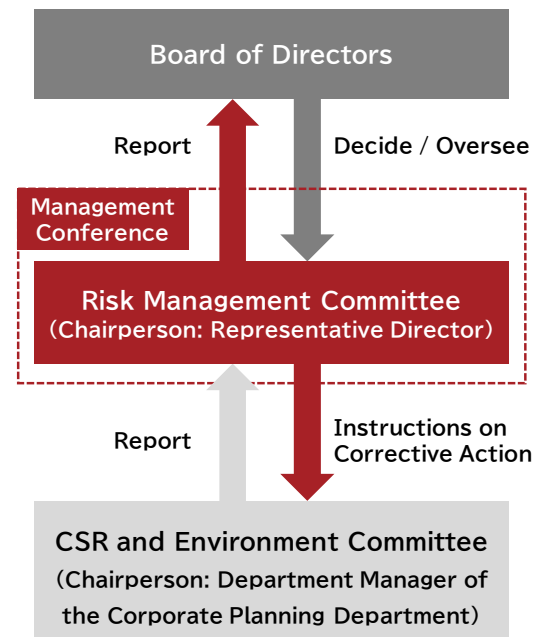 Board of Directors
Report
Decide / Oversee
Management
Conference
Risk Management Committee
(Chairperson: Representative Director)
Report
Instructions on
Corrective Action
CSR and Environment Committee
(Chairperson: Department Manager of
the Corporate Planning Department)